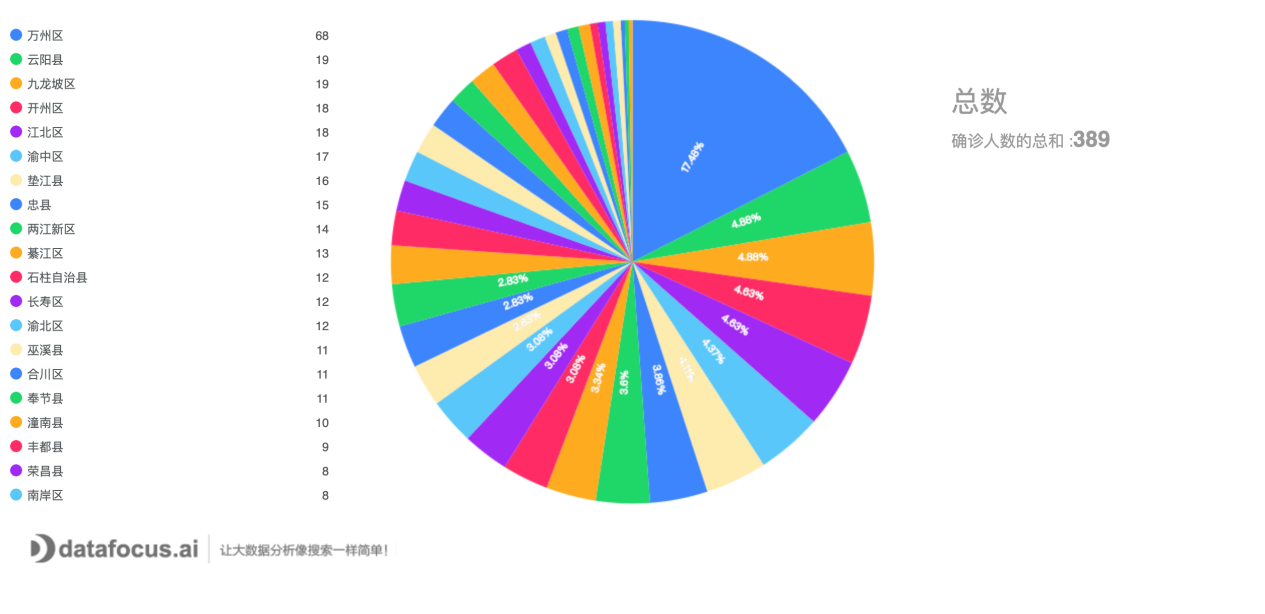 万州区 68
云阳县 19
九龙坡区 19
开州区 18
江北区 18
渝中区 17
垫江县 16
忠县 15
两江新区 14
綦江区 13
石柱自治县 12
长寿区 12
渝北区 12
巫溪县 11
合川区 11
奉节县 11
潼南县 10
丰都县 9
荣昌县 8
南岸区 8
17.48%
4.88%
4.88%
4.63%
4.63%
4.37%
4.11%
3.86%
3.6%
3.34%
3.08%
3.08%
3.08%
2.83%
2.83%
2.83%
总数
确诊人数的总和 :389
datafocus.ai 让大数据分析像搜索一样简单!